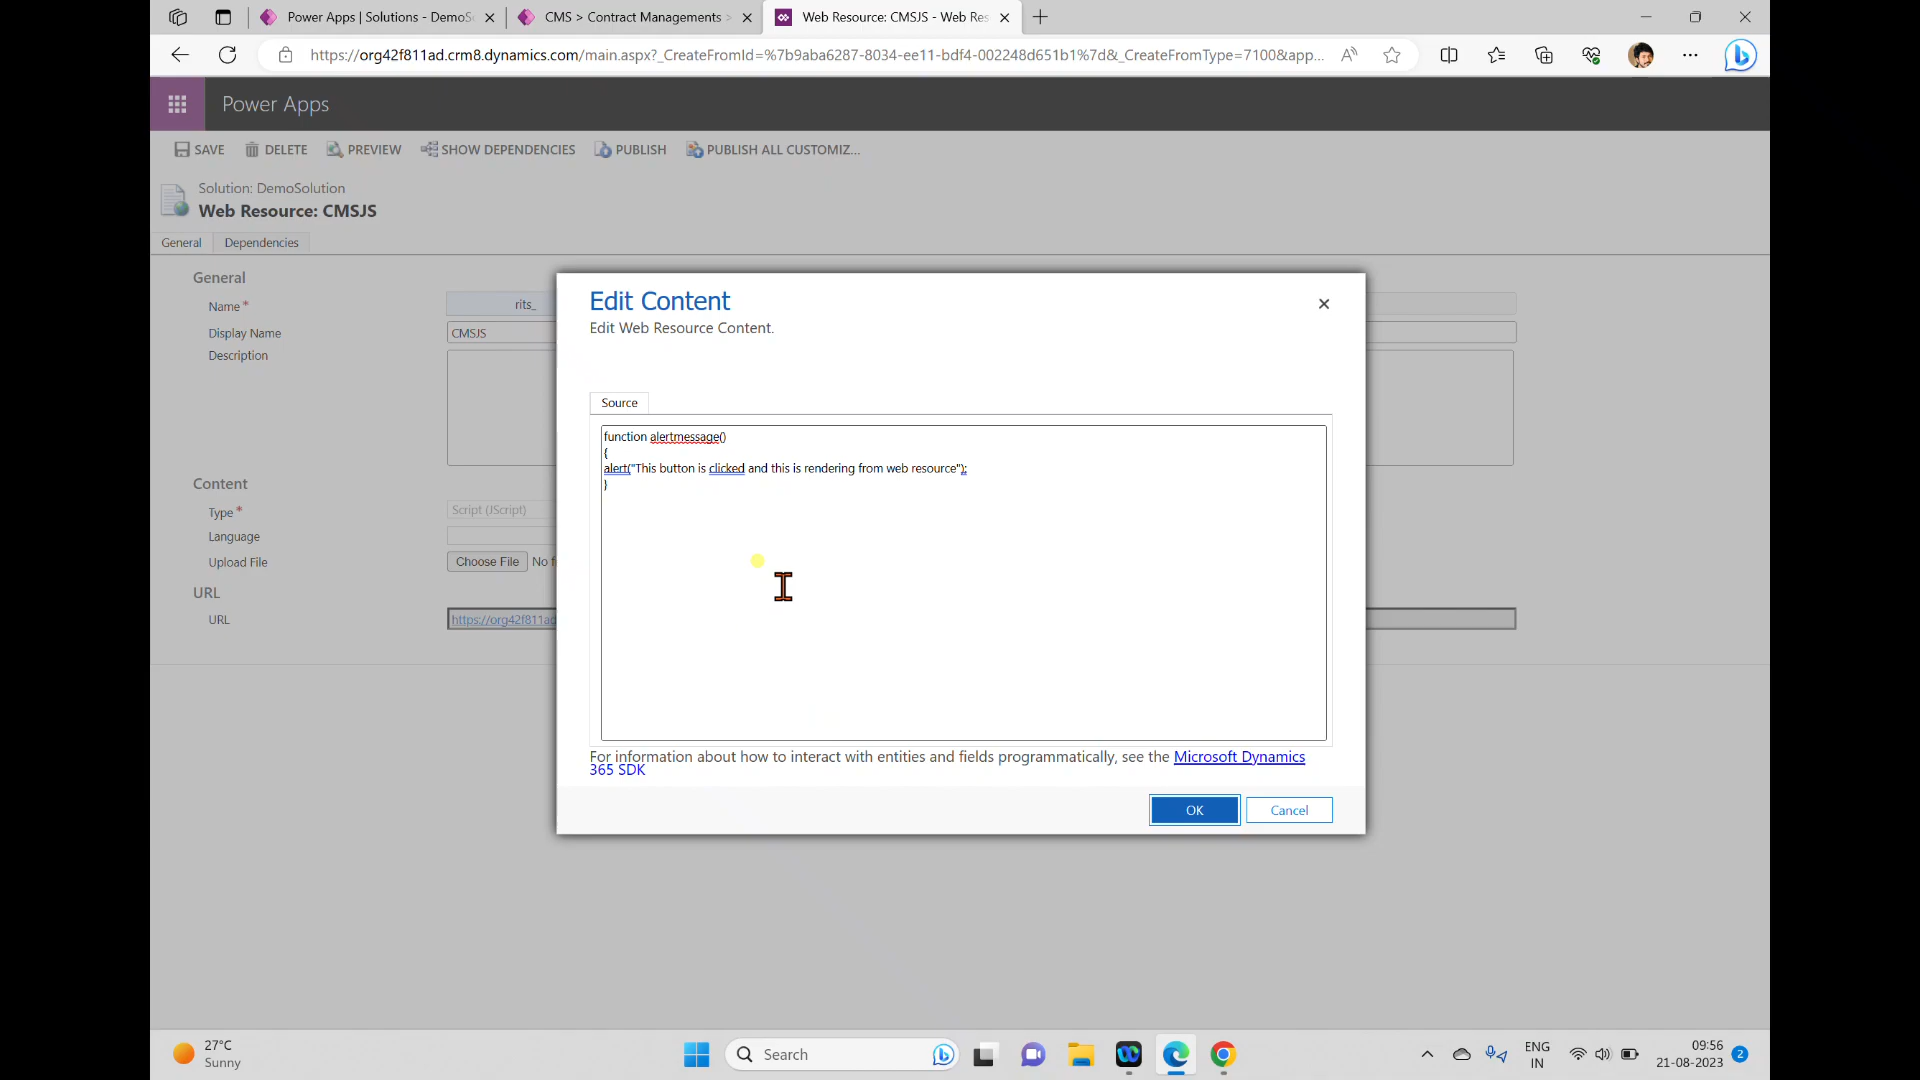 Power Apps | Solutions - DemoS
CMS > Contract Managements >
Web Resource: CMSJS - Web Res
https://org42f811ad.crm8.dynamics.com/main.aspx?_CreateFromId=%7b9aba6287-8034-ee11-bdf4-002248d651b1%7d&_CreateFromType=7100&app...
Power Apps
SAVE DELETE PREVIEW SHOW DEPENDENCIES PUBLISH PUBLISH ALL CUSTOMIZ...
Solution: DemoSolution
Web Resource: CMSJS
General Dependencies
General
Name *
rits_
Display Name
CMSJS
Description
Content
Type *
Script (JScript)
Language
Upload File
Choose File No f
URL
URL
https://org42f811ad
Edit Content
Edit Web Resource Content.
Source
function alertmessage()
{
alert("This button is clicked and this is rendering from web resource");
}
For information about how to interact with entities and fields programmatically, see the Microsoft Dynamics
365 SDK
OK Cancel
27°C
Sunny
Search
ENG
IN
09:56
21-08-2023
2